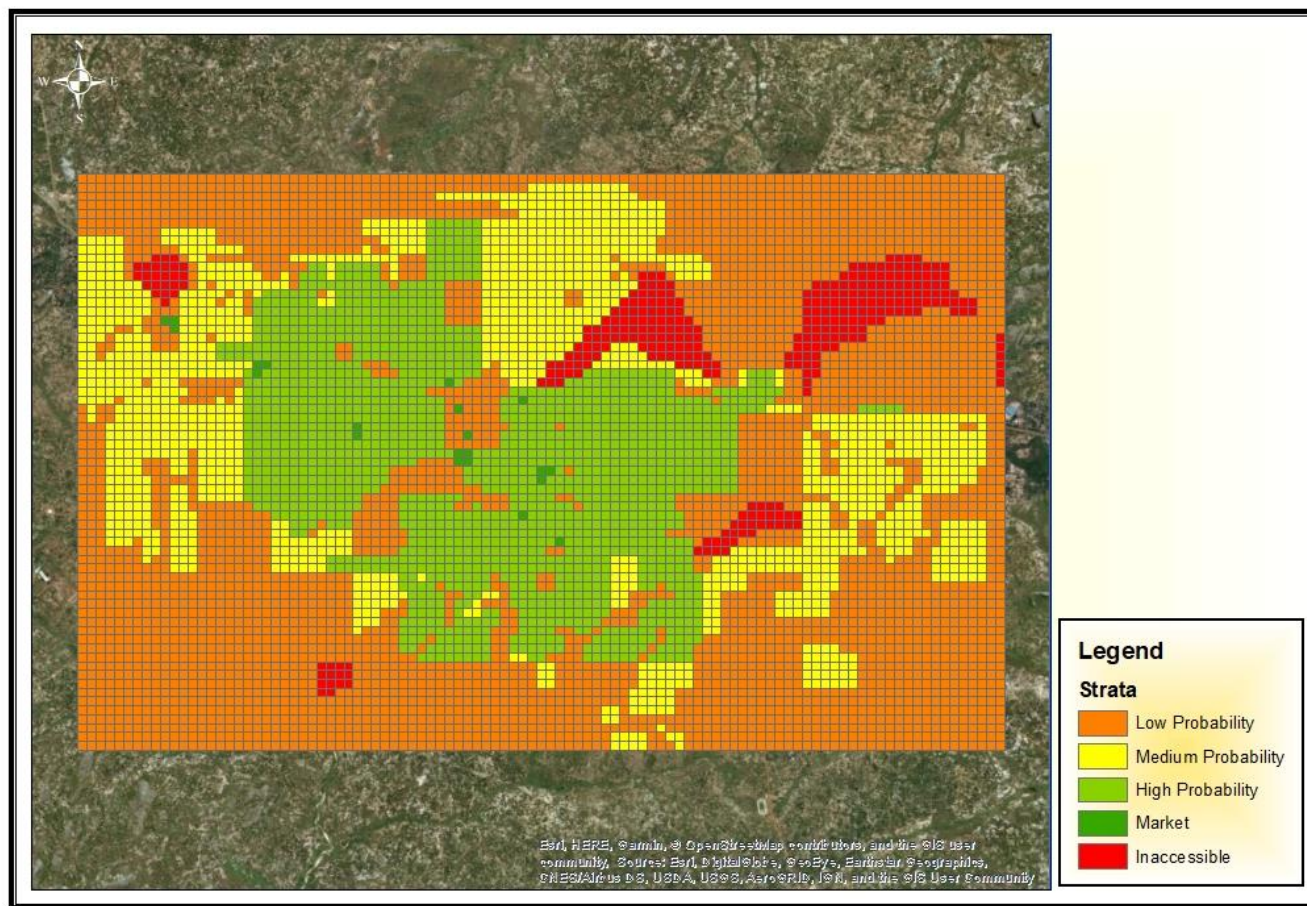 N
W E
S
Legend
Strata
Low Probability
Medium Probability
High Probability
Market
Inaccessible
Esri, HERE, Garmin, © OpenStreetMap contributors, and the GIS user
community, Source: Esri, DigitalGlobe, GeoEye, Earthstar Geographics,
CNES/Airbus DS, USDA, USGS, AeroGRID, IGN, and the GIS User Community